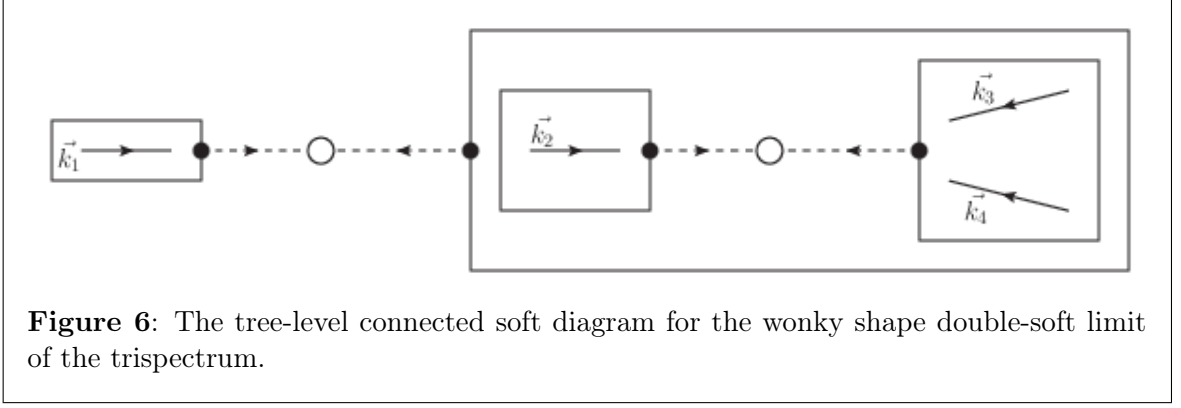 k⃗₁
k⃗₂
k⃗₃
k⃗₄
Figure 6: The tree-level connected soft diagram for the wonky shape double-soft limit
of the trispectrum.